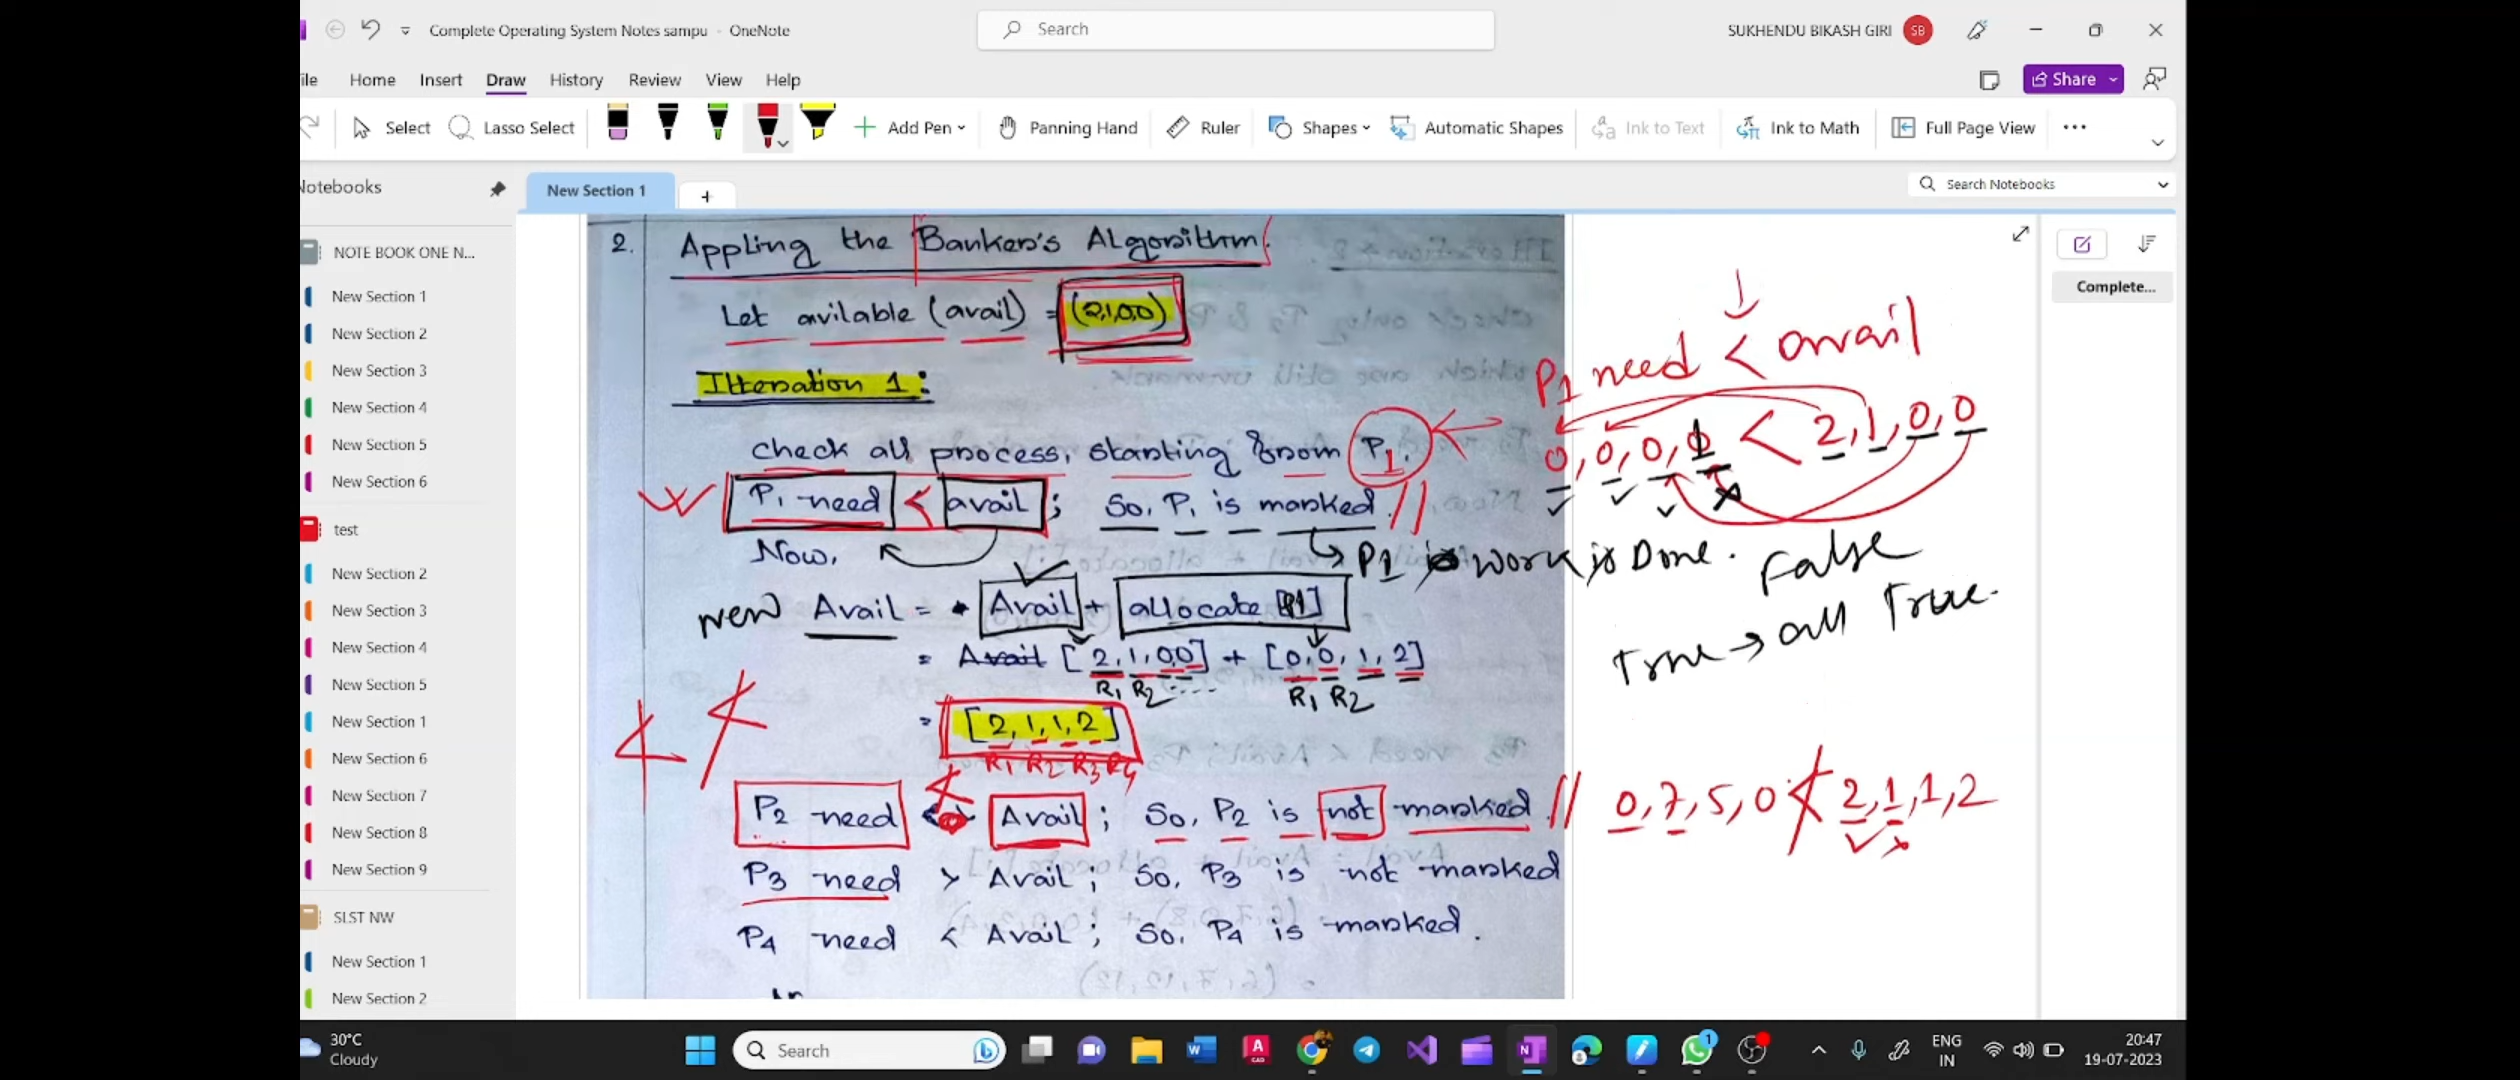 Complete Operating System Notes sampu - OneNote
Search
SUKHENDU BIKASH GIRI
SB
ile Home Insert Draw History Review View Help
Share
Select Lasso Select Add Pen Panning Hand Ruler Shapes Automatic Shapes Ink to Text Ink to Math Full Page View
Notebooks
New Section 1
+
Search Notebooks
NOTE BOOK ONE N...
New Section 1
New Section 2
New Section 3
New Section 4
New Section 5
New Section 6
test
New Section 2
New Section 3
New Section 4
New Section 5
New Section 1
New Section 6
New Section 7
New Section 8
New Section 9
SLST NW
New Section 1
New Section 2
Complete...
2. Appling the Banker's Algorithm.
Let avilable (avail) = (2,1,0,0)
Itteration 1:
check all process, starting from P1.
P1 need < avail ; So, P1 is marked. //
Now,
P1 work is Done.
new Avail = Avail + allocate [P1]
= [2,1,0,0] + [0,0,1,2]
R1 R2 .... R1 R2
= [2,1,1,2]
R1 R2 R3 R4
P2 need ≮ Avail ; So, P2 is not marked //
P3 need > Avail ; So, P3 is not marked
P4 need < Avail ; So, P4 is marked.
P1 need < avail
0,0,0,1 < 2,1,0,0
False
True → all True.
0,7,5,0 ≮ 2,1,1,2
30°C
Cloudy
Search
ENG
IN
20:47
19-07-2023